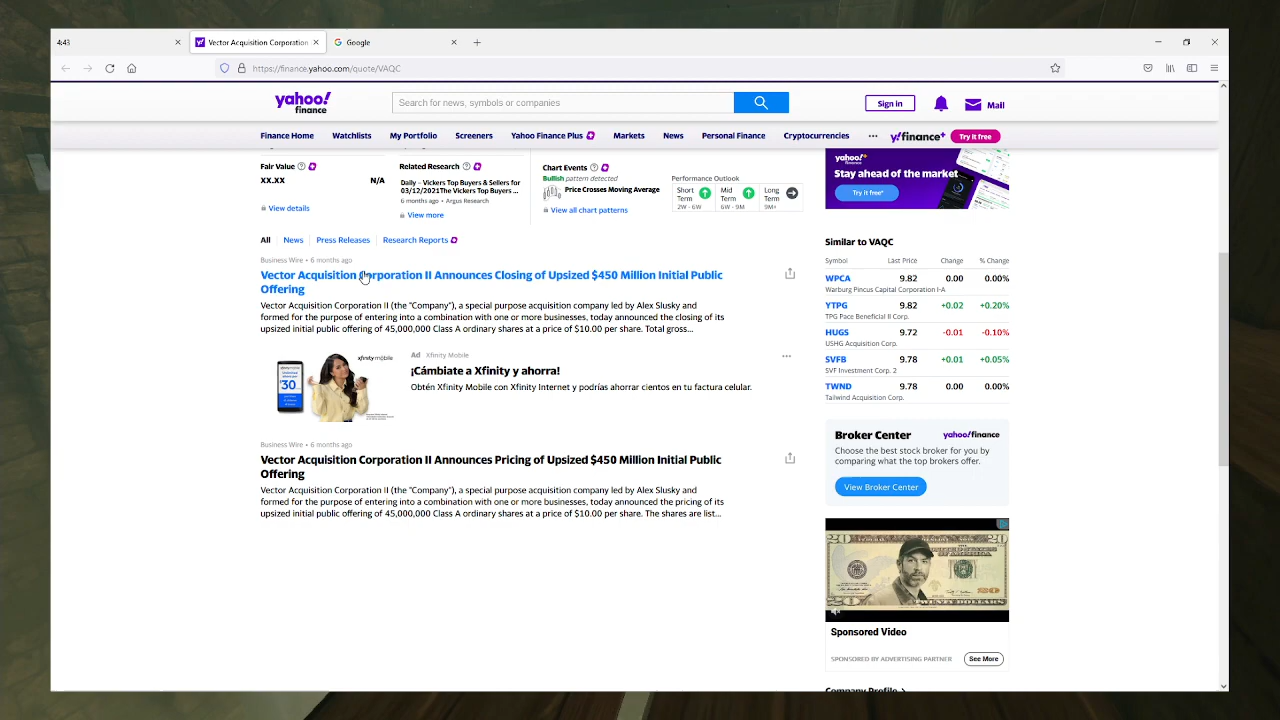 4:43
Vector Acquisition Corporation
Google
https://finance.yahoo.com/quote/VAQC
yahoo!
finance
Search for news, symbols or companies
Sign in
Mail
Finance Home
Watchlists
My Portfolio
Screeners
Yahoo Finance Plus
Markets
News
Personal Finance
Cryptocurrencies
y!finance+
Try it free
Fair Value
XX.XX
N/A
View details
Related Research
Daily – Vickers Top Buyers & Sellers for
03/12/2021The Vickers Top Buyers ...
6 months ago • Argus Research
View more
Chart Events
Bullish pattern detected
Price Crosses Moving Average
View all chart patterns
Performance Outlook
Short
Term
2W - 6W
Mid
Term
6W - 9M
Long
Term
9M+
yahoo!
finance+
Stay ahead of the market
Try it free*
All
News
Press Releases
Research Reports
Business Wire • 6 months ago
Vector Acquisition Corporation II Announces Closing of Upsized $450 Million Initial Public
Offering
Vector Acquisition Corporation II (the "Company"), a special purpose acquisition company led by Alex Slusky and
formed for the purpose of entering into a combination with one or more businesses, today announced the closing of its
upsized initial public offering of 45,000,000 Class A ordinary shares at a price of $10.00 per share. Total gross...
xfinity mobile
$30
Ad Xfinity Mobile
¡Cámbiate a Xfinity y ahorra!
Obtén Xfinity Mobile con Xfinity Internet y podrías ahorrar cientos en tu factura celular.
Business Wire • 6 months ago
Vector Acquisition Corporation II Announces Pricing of Upsized $450 Million Initial Public
Offering
Vector Acquisition Corporation II (the "Company"), a special purpose acquisition company led by Alex Slusky and
formed for the purpose of entering into a combination with one or more businesses, today announced the pricing of its
upsized initial public offering of 45,000,000 Class A ordinary shares at a price of $10.00 per share. The shares are list...
Similar to VAQC
Symbol Last Price Change % Change
WPCA 9.82 0.00 0.00%
Warburg Pincus Capital Corporation I-A
YTPG 9.82 +0.02 +0.20%
TPG Pace Beneficial II Corp.
HUGS 9.72 -0.01 -0.10%
USHG Acquisition Corp.
SVFB 9.78 +0.01 +0.05%
SVF Investment Corp. 2
TWND 9.78 0.00 0.00%
Tailwind Acquisition Corp.
Broker Center
yahoo!finance
Choose the best stock broker for you by
comparing what the top brokers offer.
View Broker Center
20
20
TWENTY DOLLARS
20
Sponsored Video
SPONSORED BY ADVERTISING PARTNER
See More
Company Profile